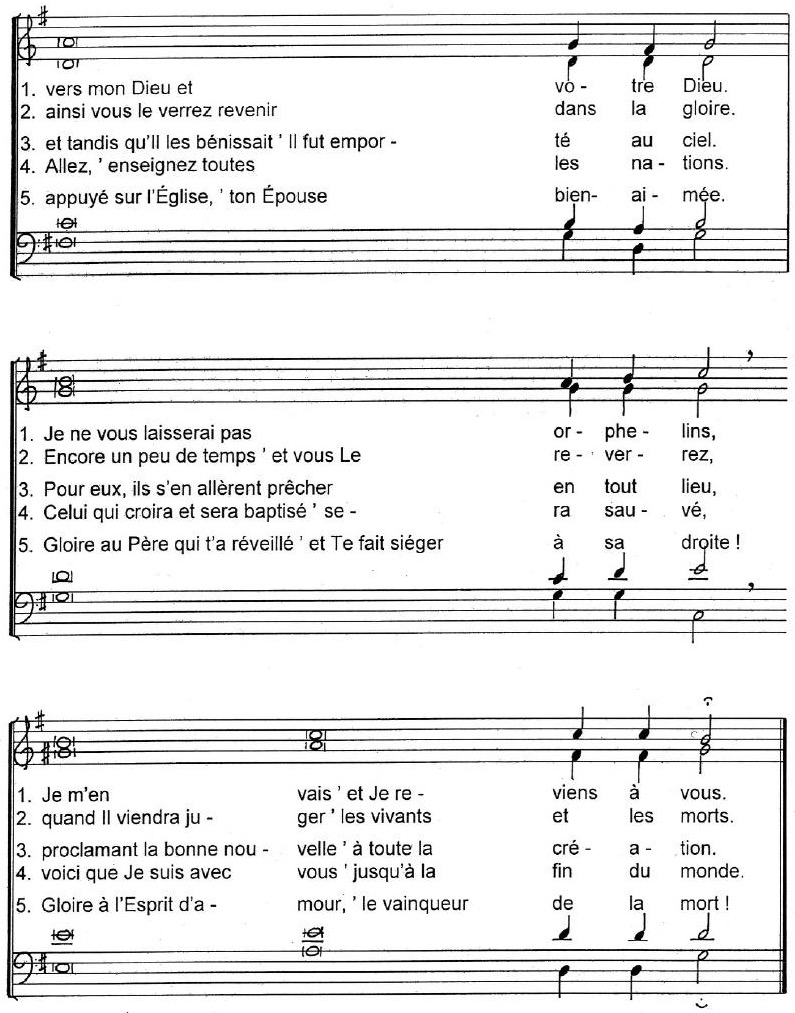 1. vers mon Dieu et vo - tre Dieu.
2. ainsi vous le verrez revenir dans la gloire.
3. et tandis qu'Il les bénissait ' Il fut empor - té au ciel.
4. Allez, ' enseignez toutes les na - tions.
5. appuyé sur l'Église, ' ton Épouse bien- ai - mée.
1. Je ne vous laisserai pas or - phe - lins,
2. Encore un peu de temps ' et vous Le re - ver - rez,
3. Pour eux, ils s'en allèrent prêcher en tout lieu,
4. Celui qui croira et sera baptisé ' se - ra sau - vé,
5. Gloire au Père qui t'a réveillé ' et Te fait siéger à sa droite !
1. Je m'en vais ' et Je re - viens à vous.
2. quand Il viendra ju - ger ' les vivants et les morts.
3. proclamant la bonne nou - velle ' à toute la cré - a - tion.
4. voici que Je suis avec vous ' jusqu'à la fin du monde.
5. Gloire à l'Esprit d'a - mour, ' le vainqueur de la mort !